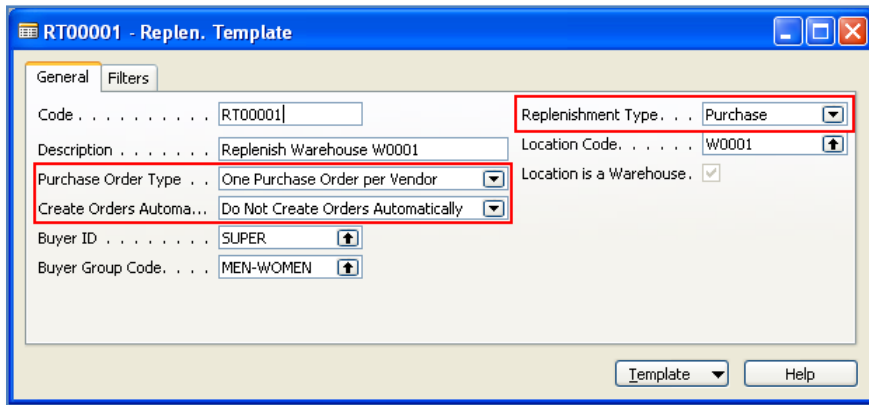 RT00001 - Replen. Template
General Filters
Code . . . . . . . . . . RT00001
Description . . . . . . . Replenish Warehouse W0001
Purchase Order Type . . One Purchase Order per Vendor
Create Orders Automa... Do Not Create Orders Automatically
Buyer ID . . . . . . . . SUPER
Buyer Group Code. . . . MEN-WOMEN
Replenishment Type. . . Purchase
Location Code. . . . . . W0001
Location is a Warehouse.
Template Help